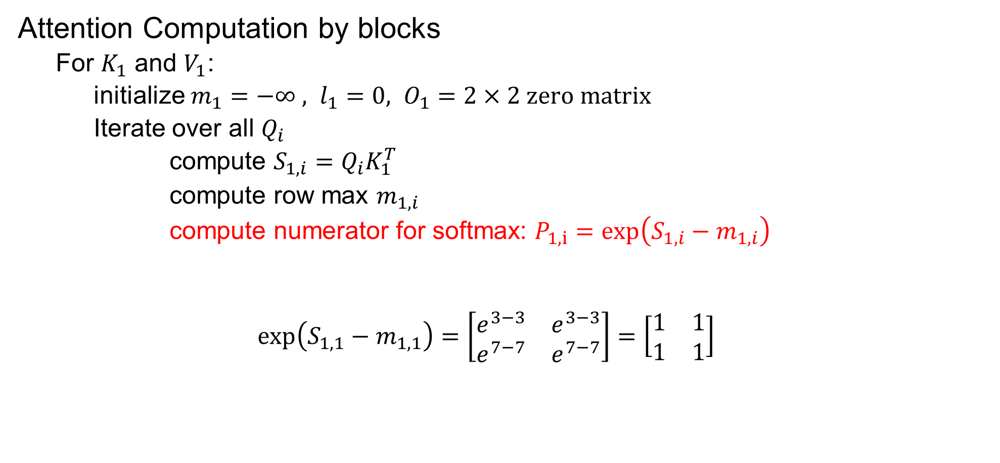 Attention Computation by blocks
For $K_1$ and $V_1$:
initialize $m_1 = -\infty$ , $l_1 = 0$, $O_1 = 2 \times 2$ zero matrix
Iterate over all $Q_i$
compute $S_{1,i} = Q_i K_1^T$
compute row max $m_{1,i}$
compute numerator for softmax: $P_{1,i} = \exp(S_{1,i} - m_{1,i})$
$\exp(S_{1,1} - m_{1,1}) = \begin{bmatrix} e^{3-3} & e^{3-3} \\ e^{7-7} & e^{7-7} \end{bmatrix} = \begin{bmatrix} 1 & 1 \\ 1 & 1 \end{bmatrix}$